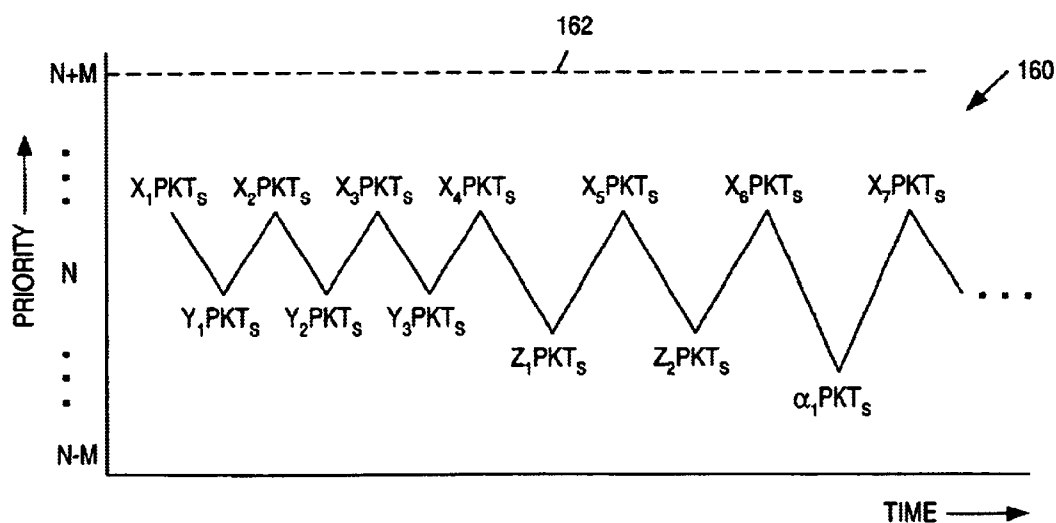 162
N+M
160
X₁PKTₛ X₂PKTₛ X₃PKTₛ X₄PKTₛ X₅PKTₛ X₆PKTₛ X₇PKTₛ
PRIORITY
N
Y₁PKTₛ Y₂PKTₛ Y₃PKTₛ
Z₁PKTₛ Z₂PKTₛ
α₁PKTₛ
N-M
TIME